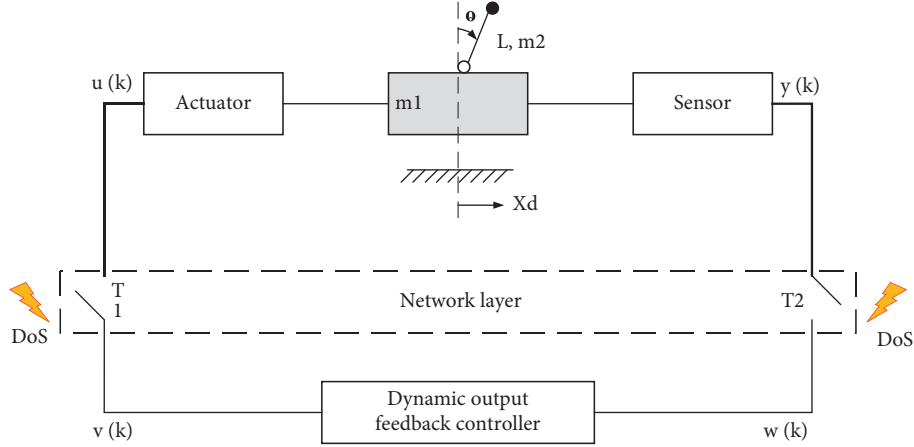 θ
L, m2
u (k)
Actuator
m1
Sensor
y (k)
Xd
T
1
Network layer
T2
DoS
DoS
Dynamic output
feedback controller
v (k)
w (k)